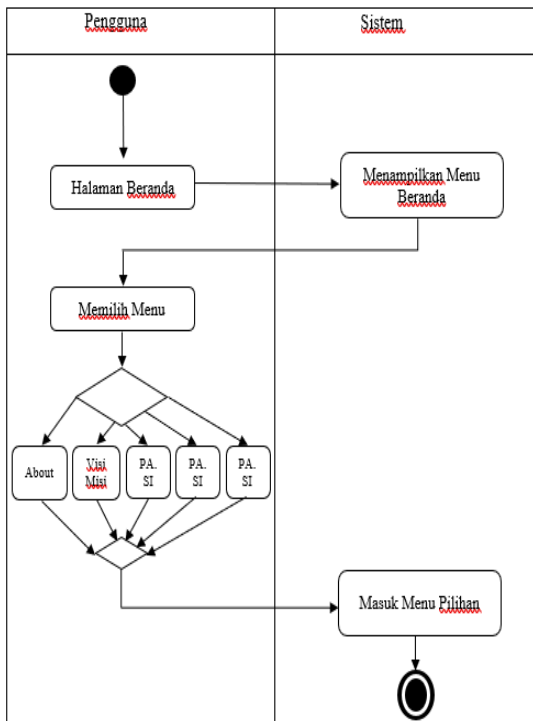 Pengguna
Sistem
Halaman Beranda
Menampilkan Menu
Beranda
Memilih Menu
About
Visi
Misi
PA.
SI
PA.
SI
PA.
SI
Masuk Menu Pilihan